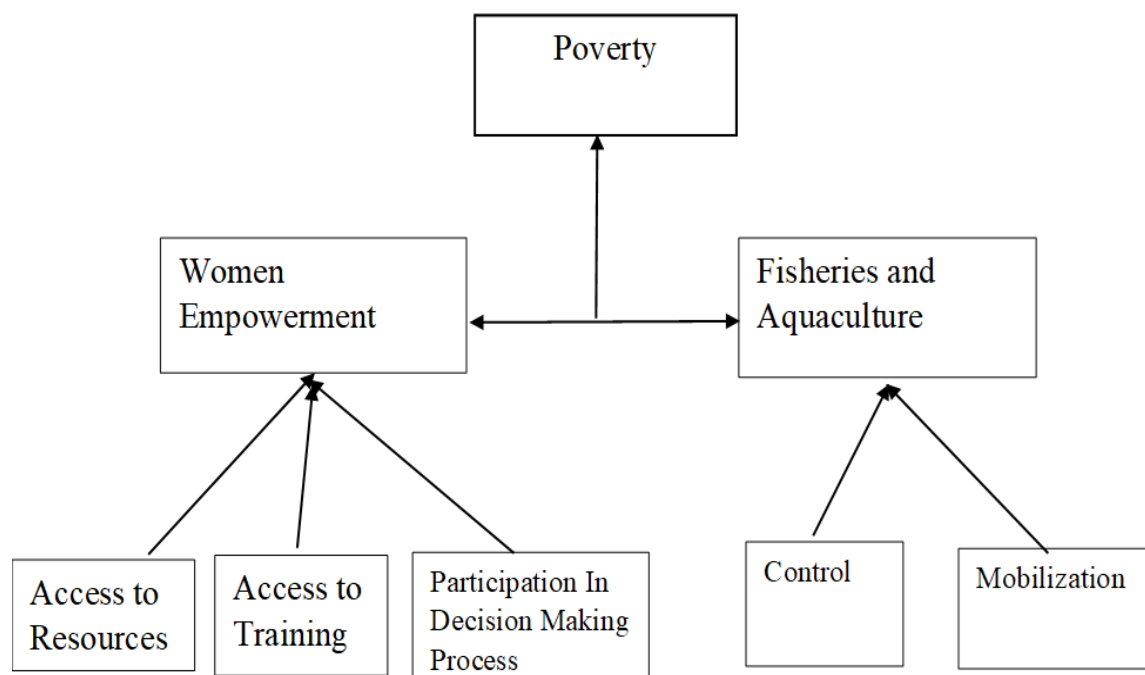 Poverty
Women
Empowerment
Fisheries and
Aquaculture
Access to
Resources
Access to
Training
Participation In
Decision Making
Process
Control
Mobilization